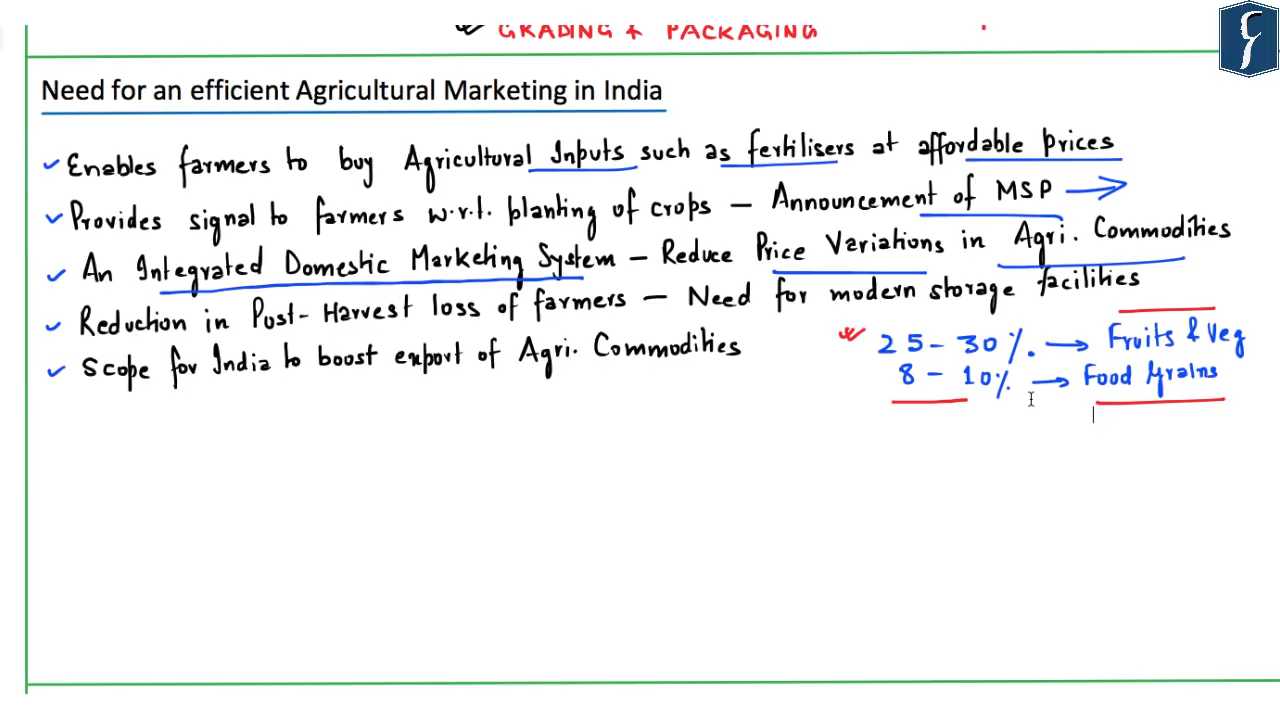 GRADING & PACKAGING
Need for an efficient Agricultural Marketing in India
Enables farmers to buy Agricultural Inputs such as fertilisers at affordable prices
Provides signal to farmers w.r.t. planting of crops – Announcement of MSP →
An Integrated Domestic Marketing System – Reduce Price Variations in Agri. Commodities
Reduction in Post-Harvest loss of farmers – Need for modern storage facilities
Scope for India to boost export of Agri. Commodities
25 – 30%. → Fruits & Veg
8 – 10% → Food Grains